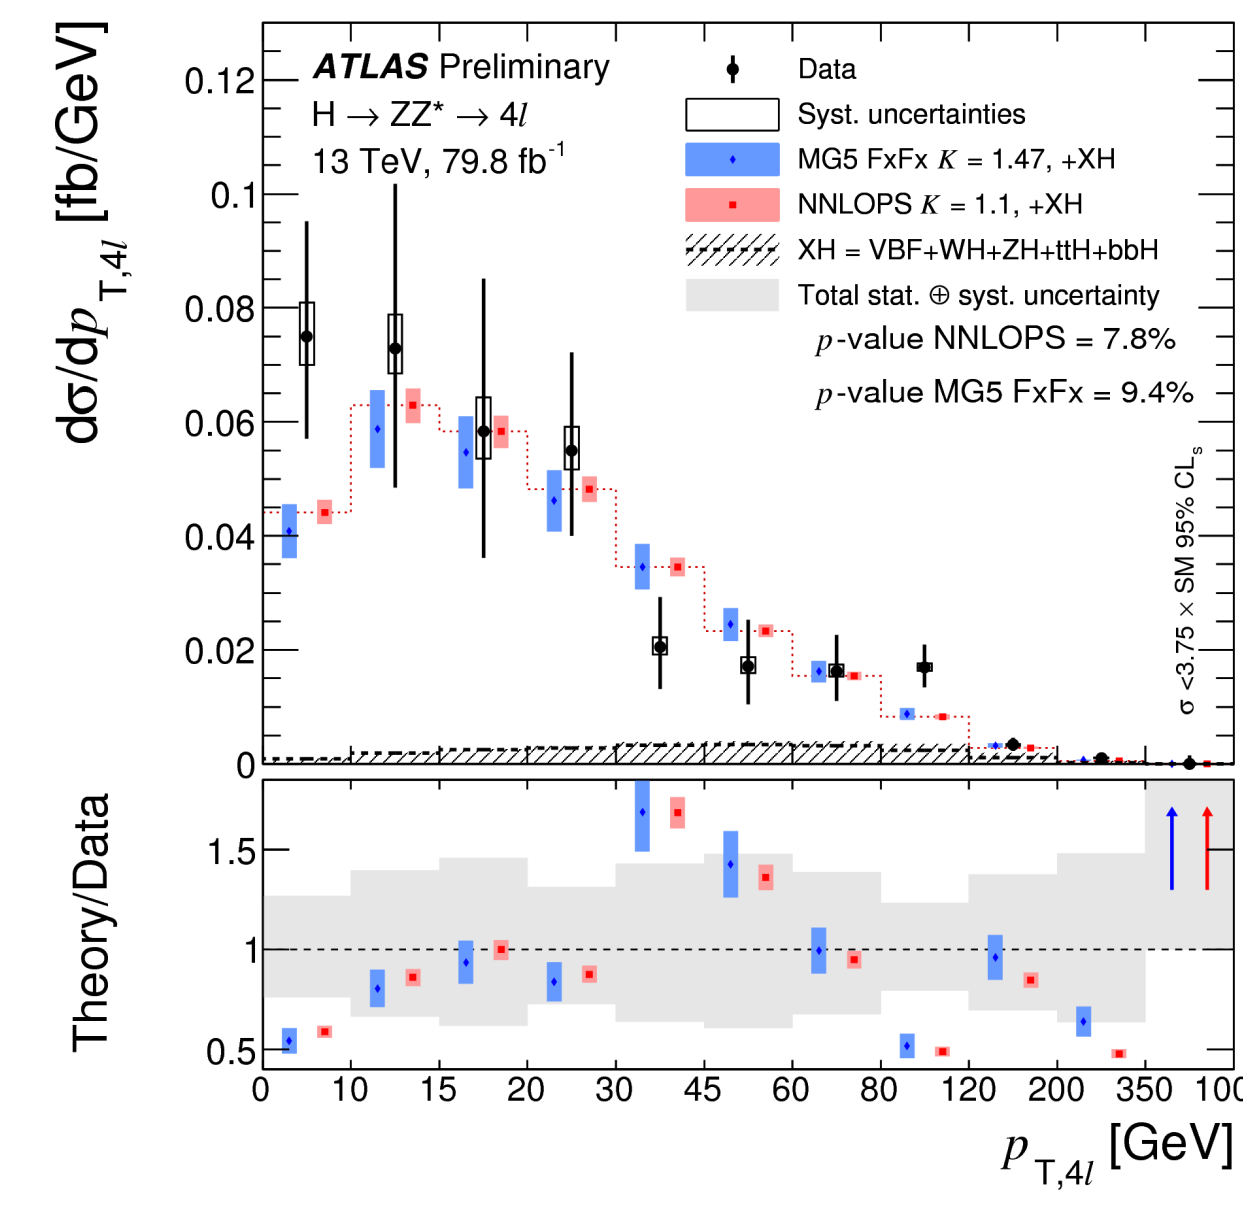 dσ/dp T,4l [fb/GeV]
0.12
0.1
0.08
0.06
0.04
0.02
0
ATLAS Preliminary
H → ZZ* → 4l
13 TeV, 79.8 fb-1
Data
Syst. uncertainties
MG5 FxFx K = 1.47, +XH
NNLOPS K = 1.1, +XH
XH = VBF+WH+ZH+ttH+bbH
Total stat. ⊕ syst. uncertainty
p-value NNLOPS = 7.8%
p-value MG5 FxFx = 9.4%
σ <3.75 × SM 95% CLs
Theory/Data
1.5
1
0.5
0 10 15 20 30 45 60 80 120 200 350 100
p T,4l [GeV]